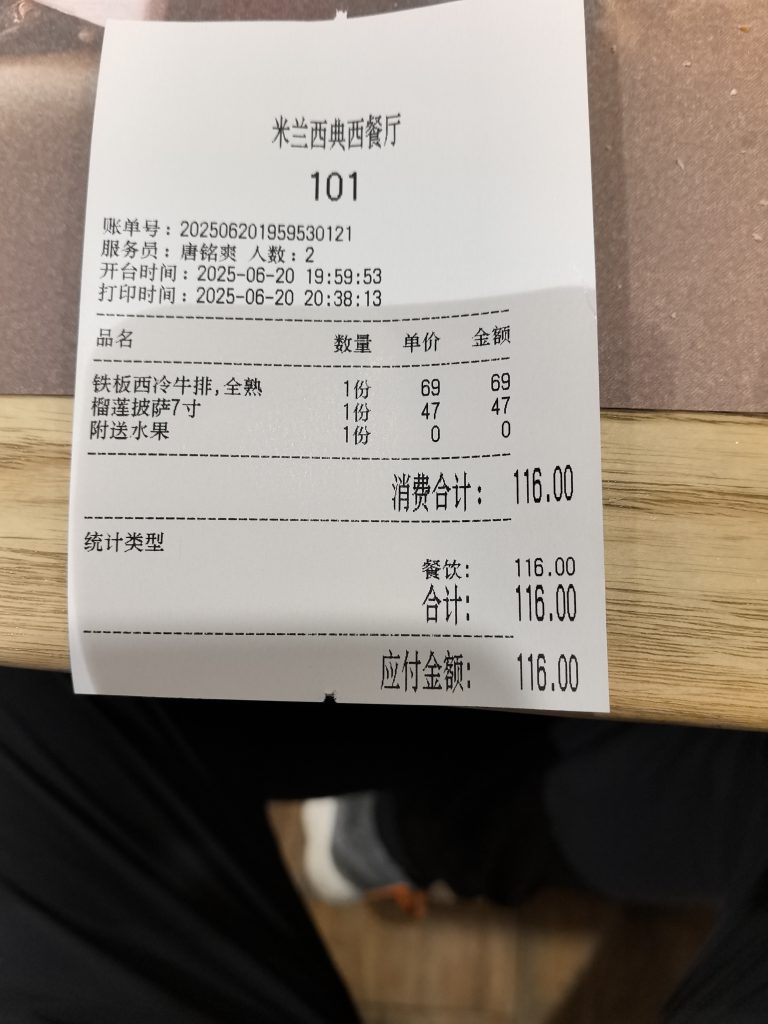 米兰西典西餐厅
101
账单号：202506201959530121
服务员：唐铭爽 人数：2
开台时间：2025-06-20 19:59:53
打印时间：2025-06-20 20:38:13
品名 数量 单价 金额
铁板西冷牛排,全熟 1份 69 69
榴莲披萨7寸 1份 47 47
附送水果 1份 0 0
消费合计： 116.00
统计类型
餐饮： 116.00
合计： 116.00
应付金额： 116.00